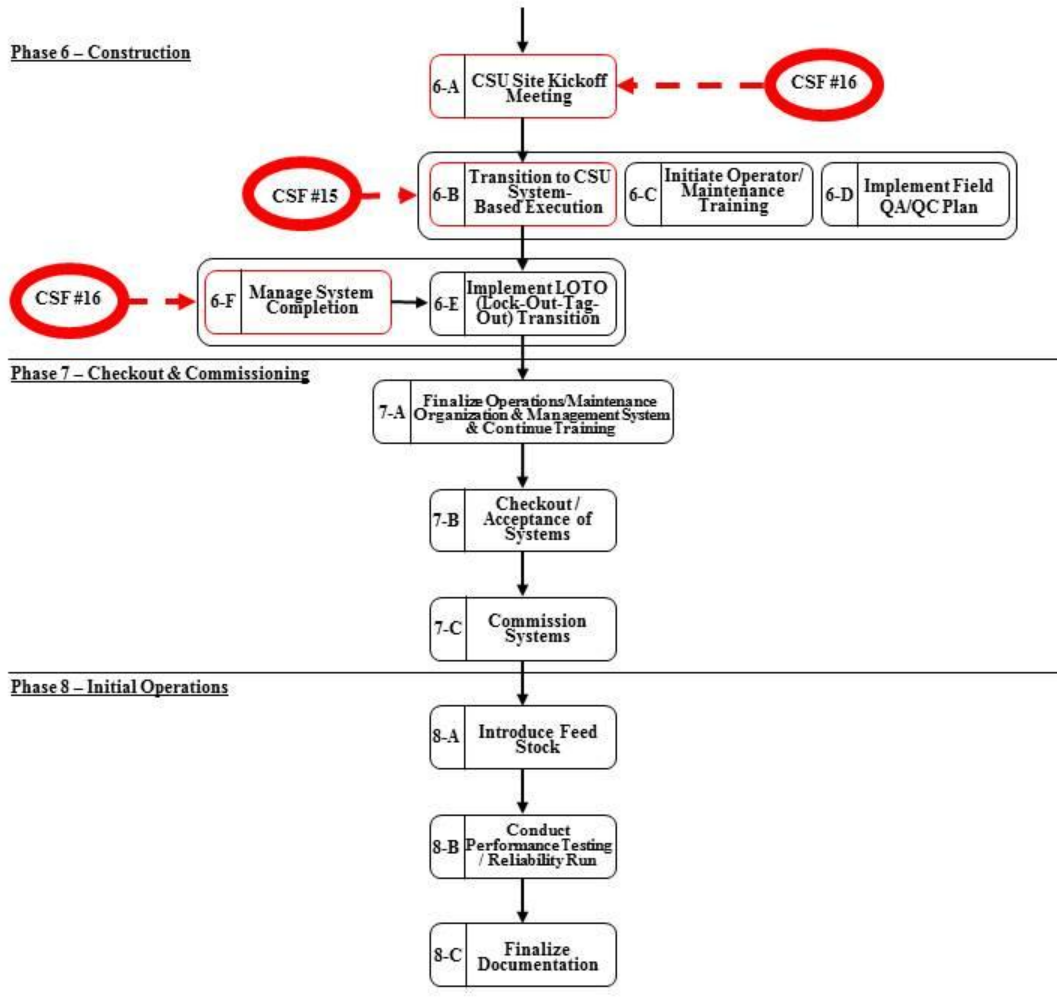 Phase 6 – Construction
6-A
CSU Site Kickoff
Meeting
CSF #16
CSF #15
6-B
Transition to CSU
System-
Based Execution
6-C
Initiate Operator/
Maintenance
Training
6-D
Implement Field
QA/QC Plan
CSF #16
6-F
Manage System
Completion
6-E
Implement LOTO
(Lock-Out-Tag-
Out) Transition
Phase 7 – Checkout & Commissioning
7-A
Finalize Operations/Maintenance
Organization & Management System
& Continue Training
7-B
Checkout /
Acceptance of
Systems
7-C
Commission
Systems
Phase 8 – Initial Operations
8-A
Introduce Feed
Stock
8-B
Conduct
Performance Testing
/ Reliability Run
8-C
Finalize
Documentation